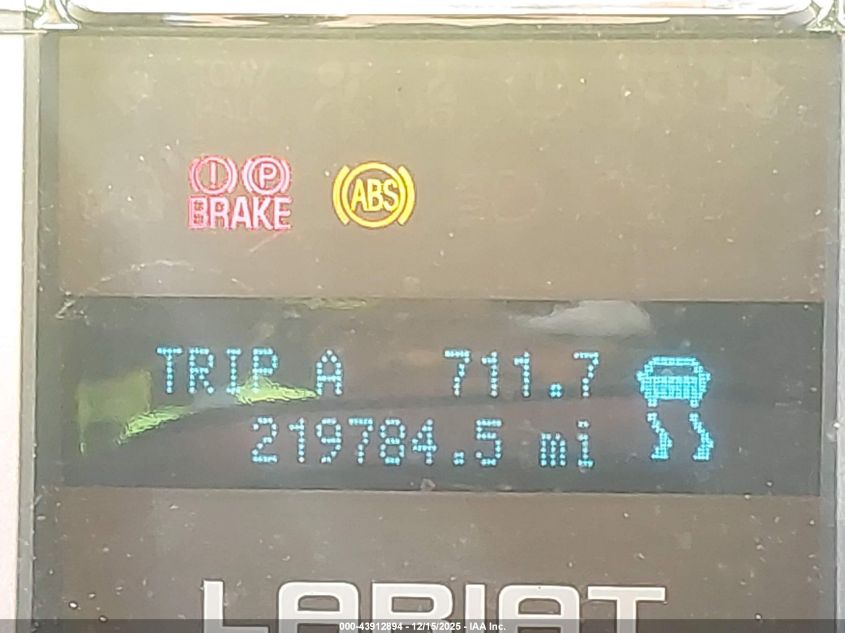 ! P
BRAKE
ABS
TRIP A 711.7
219784.5 mi
LARIAT
000-43912894 - 12/15/2025 - IAA Inc.